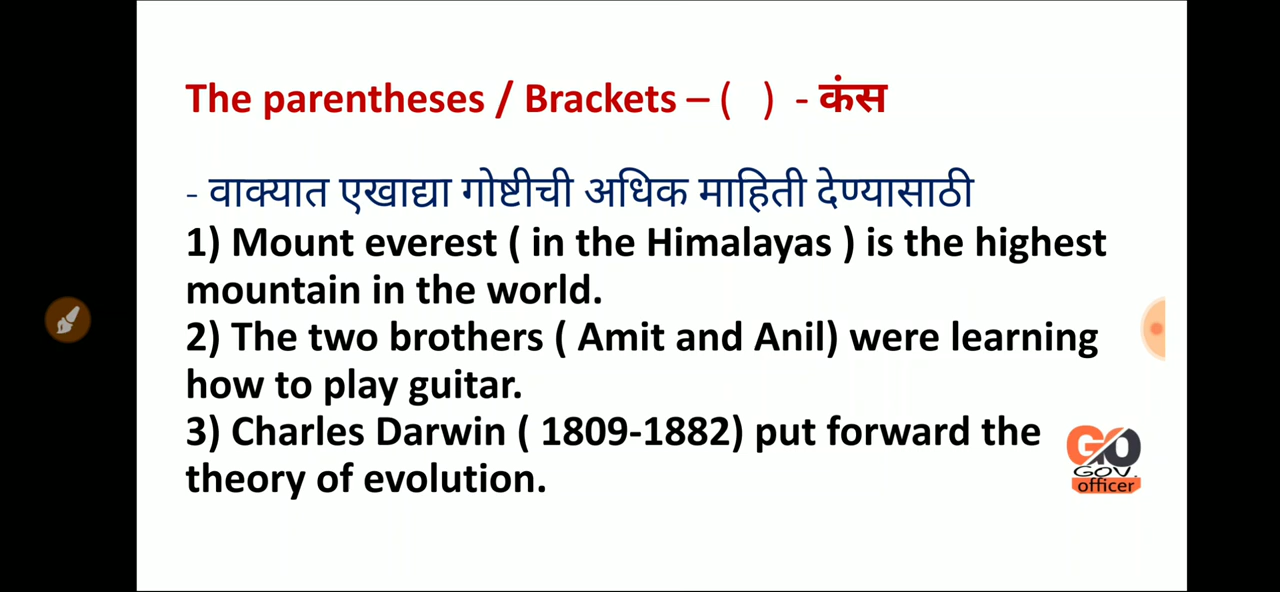 The parentheses / Brackets – (   )  - कंस
- वाक्यात एखाद्या गोष्टीची अधिक माहिती देण्यासाठी
1) Mount everest ( in the Himalayas ) is the highest
mountain in the world.
2) The two brothers ( Amit and Anil) were learning
how to play guitar.
3) Charles Darwin ( 1809-1882) put forward the
theory of evolution.
GO
GOV.
officer